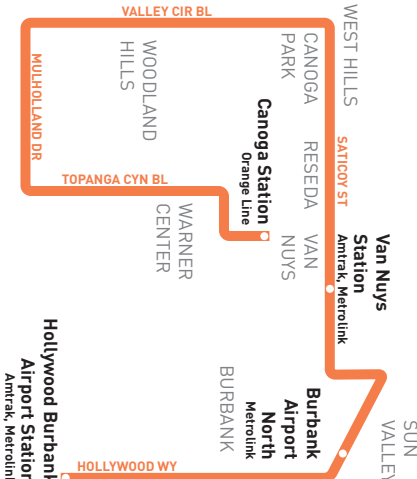 VALLEY CIR BL
WEST HILLS
CANOGA
PARK
WOODLAND
HILLS
MULHOLLAND DR
SATICOY ST
RESEDA
Canoga Station
Orange Line
TOPANGA CYN BL
WARNER
CENTER
VAN
NUYS
Van Nuys
Station
Amtrak, Metrolink
SUN
VALLEY
Burbank
Airport
North
Metrolink
BURBANK
Hollywood Burbank
Airport Station
Amtrak, Metrolink
HOLLYWOOD WY